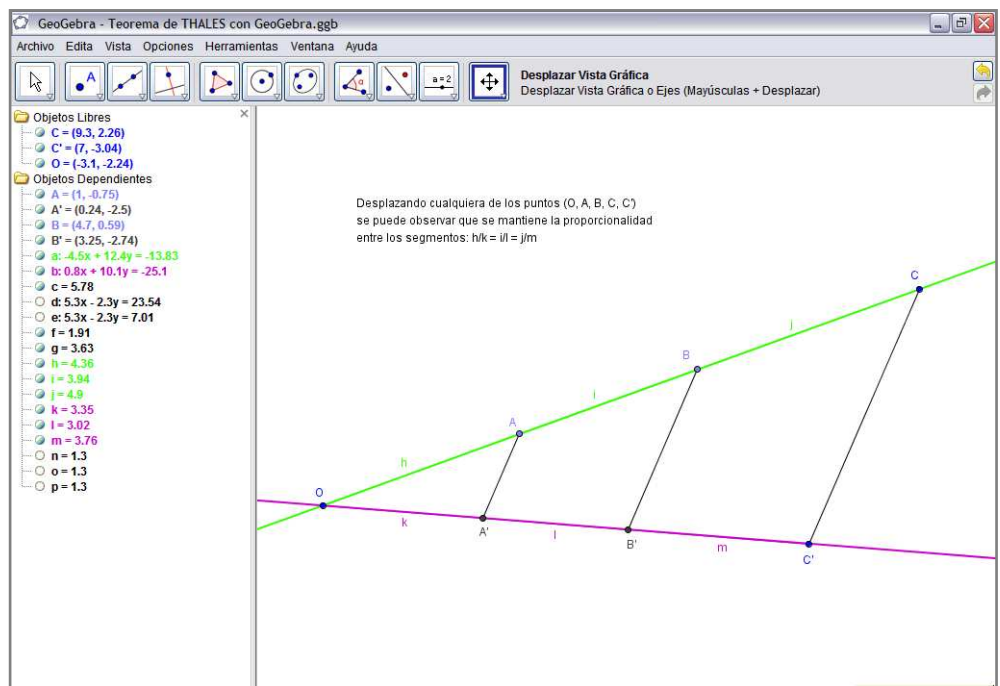 GeoGebra - Teorema de THALES con GeoGebra.ggb
Archivo Edita Vista Opciones Herramientas Ventana Ayuda
A
α
a=2
Desplazar Vista Gráfica
Desplazar Vista Gráfica o Ejes (Mayúsculas + Desplazar)
Objetos Libres
C = (9.3, 2.26)
C' = (7, -3.04)
O = (-3.1, -2.24)
Objetos Dependientes
A = (1, -0.75)
A' = (0.24, -2.5)
B = (4.7, 0.59)
B' = (3.25, -2.74)
a: -4.5x + 12.4y = -13.83
b: 0.8x + 10.1y = -25.1
c = 5.78
d: 5.3x - 2.3y = 23.54
e: 5.3x - 2.3y = 7.01
f = 1.91
g = 3.63
h = 4.36
i = 3.94
j = 4.9
k = 3.35
l = 3.02
m = 3.76
n = 1.3
o = 1.3
p = 1.3
Desplazando cualquiera de los puntos (O, A, B, C, C')
se puede observar que se mantiene la proporcionalidad
entre los segmentos: h/k = i/l = j/m
C
j
B
i
A
h
O
k
A'
l
B'
m
C'